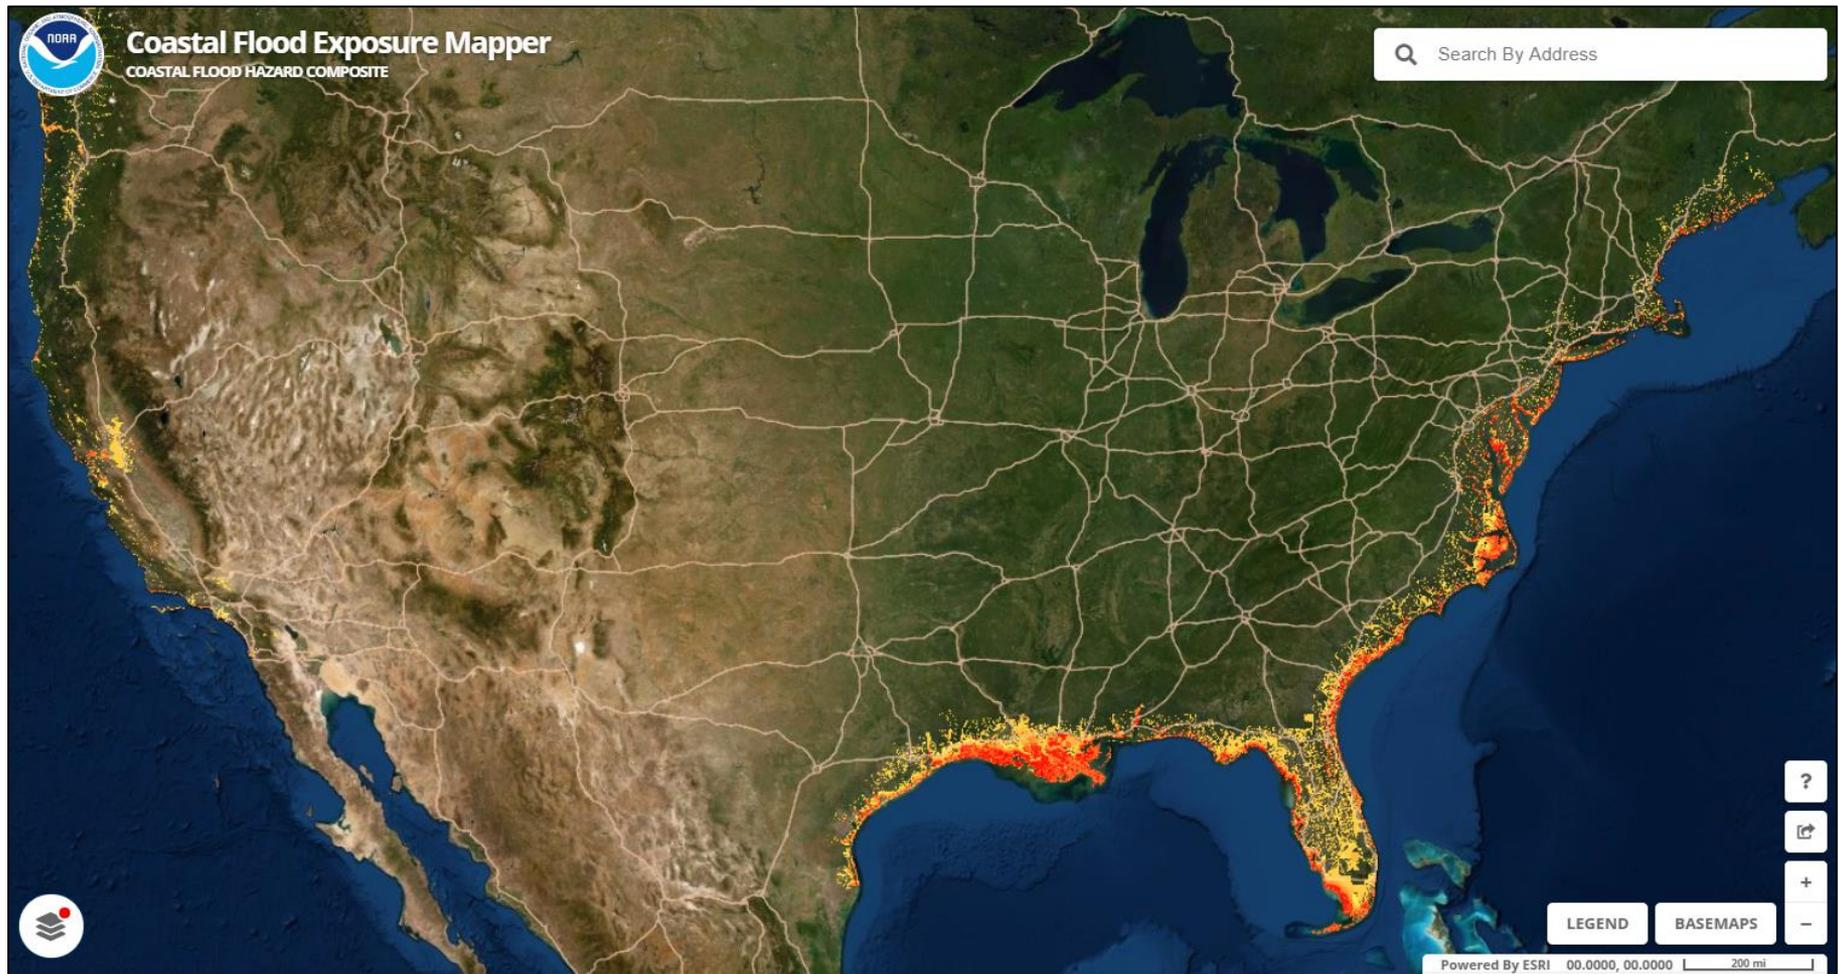 NOAA
Coastal Flood Exposure Mapper
COASTAL FLOOD HAZARD COMPOSITE
Search By Address
?
+
−
LEGEND
BASEMAPS
Powered By ESRI
00.0000, 00.0000
200 mi